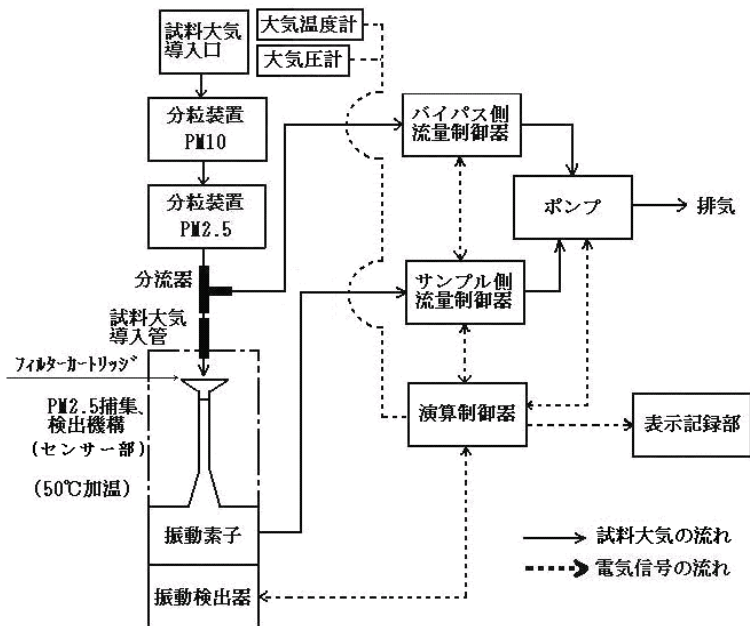 試料大気
導入口
大気温度計
大気圧計
分粒装置
PM10
分粒装置
PM2.5
分流器
試料大気
導入管
フィルターカートリッジ
PM2.5捕集、
検出機構
(センサー部)
(50℃加温)
振動素子
振動検出器
バイパス側
流量制御器
サンプル側
流量制御器
演算制御器
ポンプ
排気
表示記録部
試料大気の流れ
電気信号の流れ